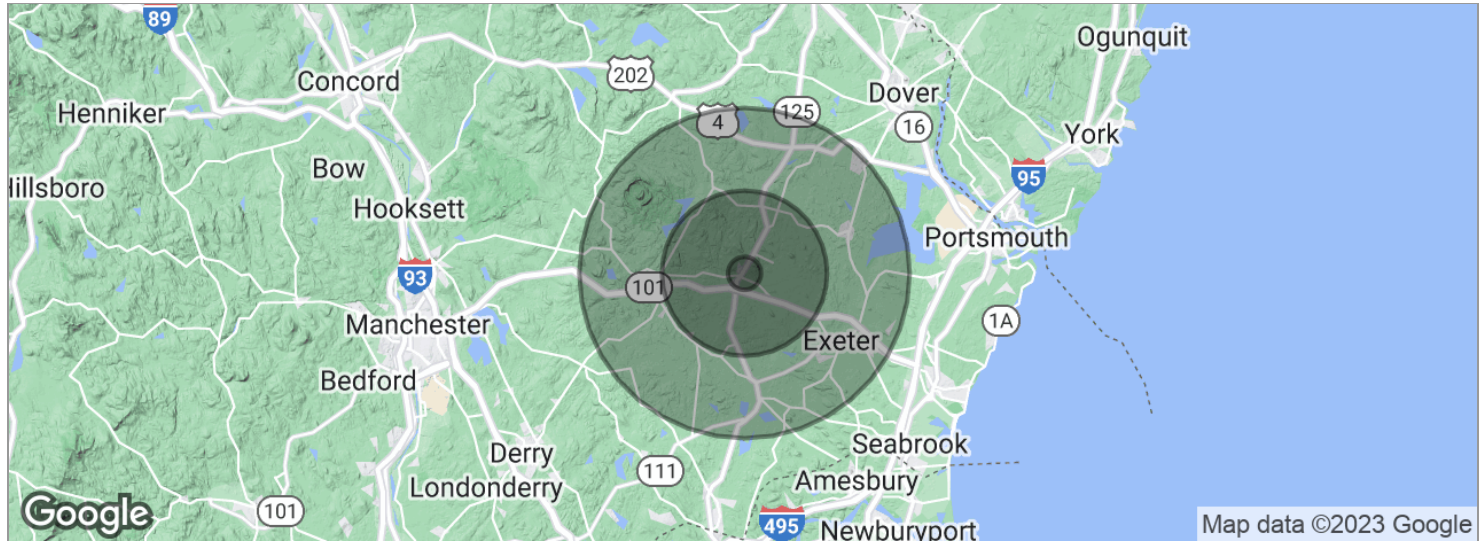 89
Ogunquit
Concord
202
Dover
Henniker
4
125
16
York
Bow
95
Hillsboro
Hooksett
Portsmouth
93
101
1A
Manchester
Exeter
Bedford
Seabrook
Derry
111
Amesbury
Londonderry
Google
101
495
Newburyport
Map data ©2023 Google